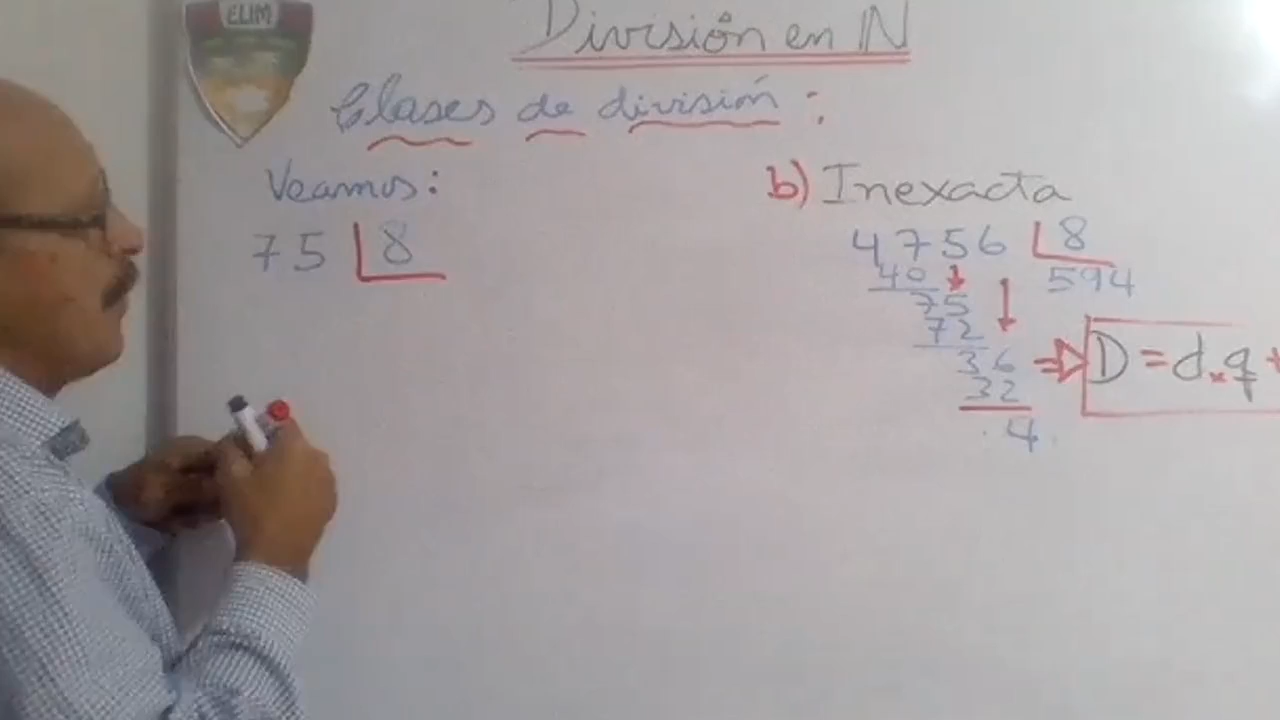 ELIM
División en N
Clases de división :
Veamos:
75 8
b) Inexacta
4756 8
40 594
75
72
36
32
4
D = d × q +